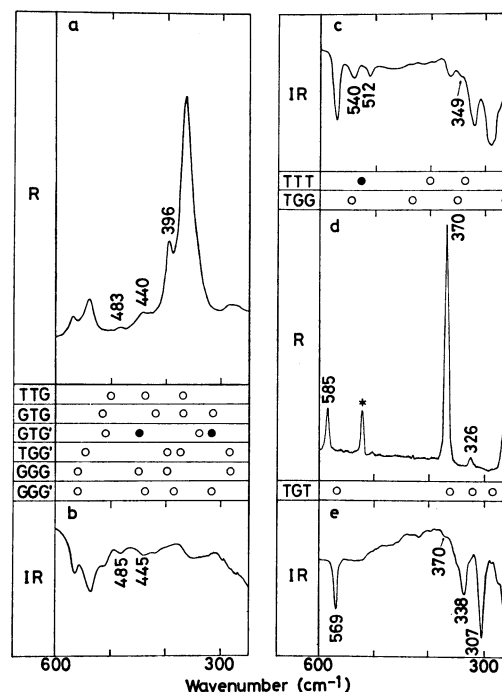 a
R
396
483
440
TTG
GTG
GTG'
TGG'
GGG
GGG'
b
IR
485
445
600
300
c
IR
540
512
349
TTT
TGG
d
370
R
585
*
326
TGT
e
370
IR
569
338
307
600
300
Wavenumber (cm-1)